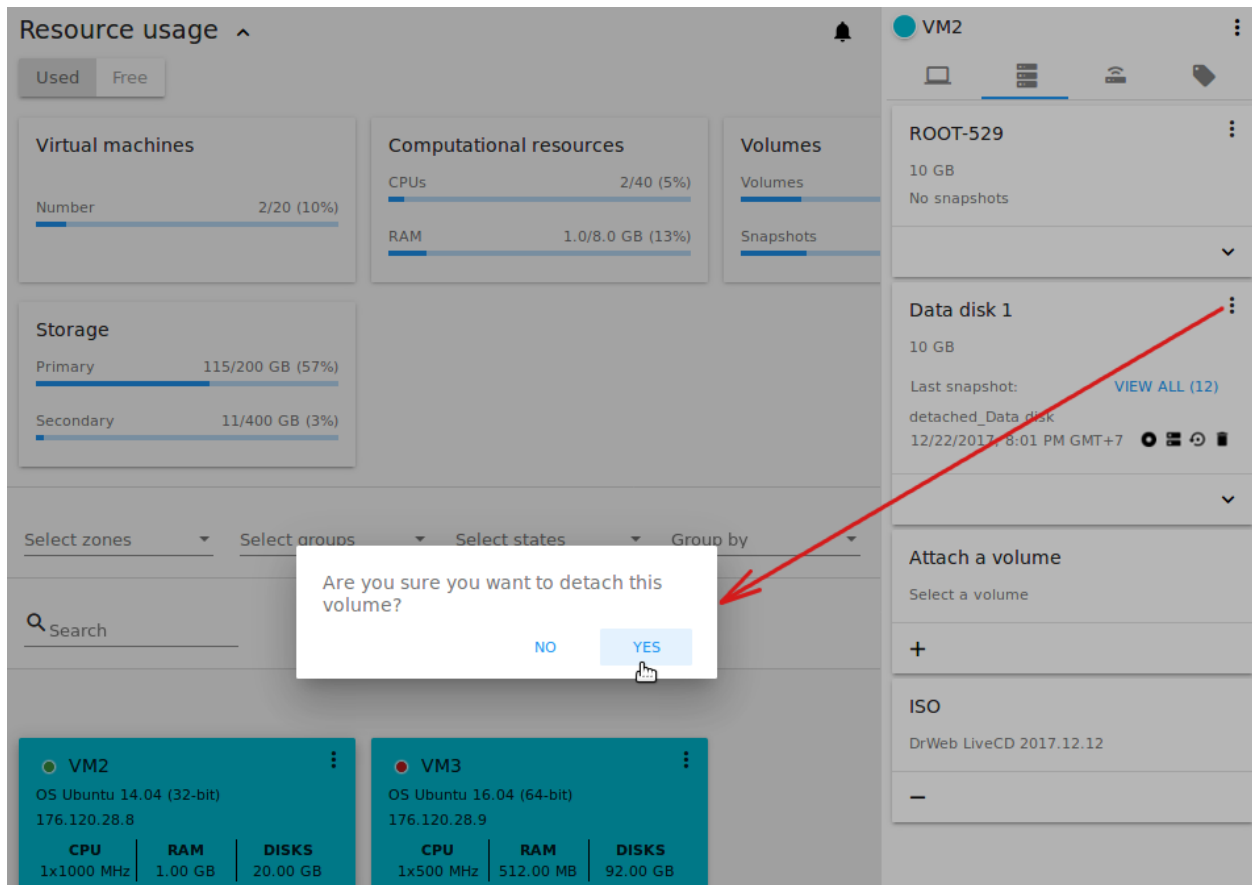 Resource usage
Used Free
Virtual machines
Number 2/20 (10%)
Computational resources
CPUs 2/40 (5%)
RAM 1.0/8.0 GB (13%)
Volumes
Volumes
Snapshots
Storage
Primary 115/200 GB (57%)
Secondary 11/400 GB (3%)
Select zones Select groups Select states Group by
Search
Are you sure you want to detach this
volume?
NO YES
VM2
OS Ubuntu 14.04 (32-bit)
176.120.28.8
CPU RAM DISKS
1x1000 MHz 1.00 GB 20.00 GB
VM3
OS Ubuntu 16.04 (64-bit)
176.120.28.9
CPU RAM DISKS
1x500 MHz 512.00 MB 92.00 GB
VM2
ROOT-529
10 GB
No snapshots
Data disk 1
10 GB
Last snapshot: VIEW ALL (12)
detached_Data disk
12/22/2017, 8:01 PM GMT+7
Attach a volume
Select a volume
+
ISO
DrWeb LiveCD 2017.12.12
−